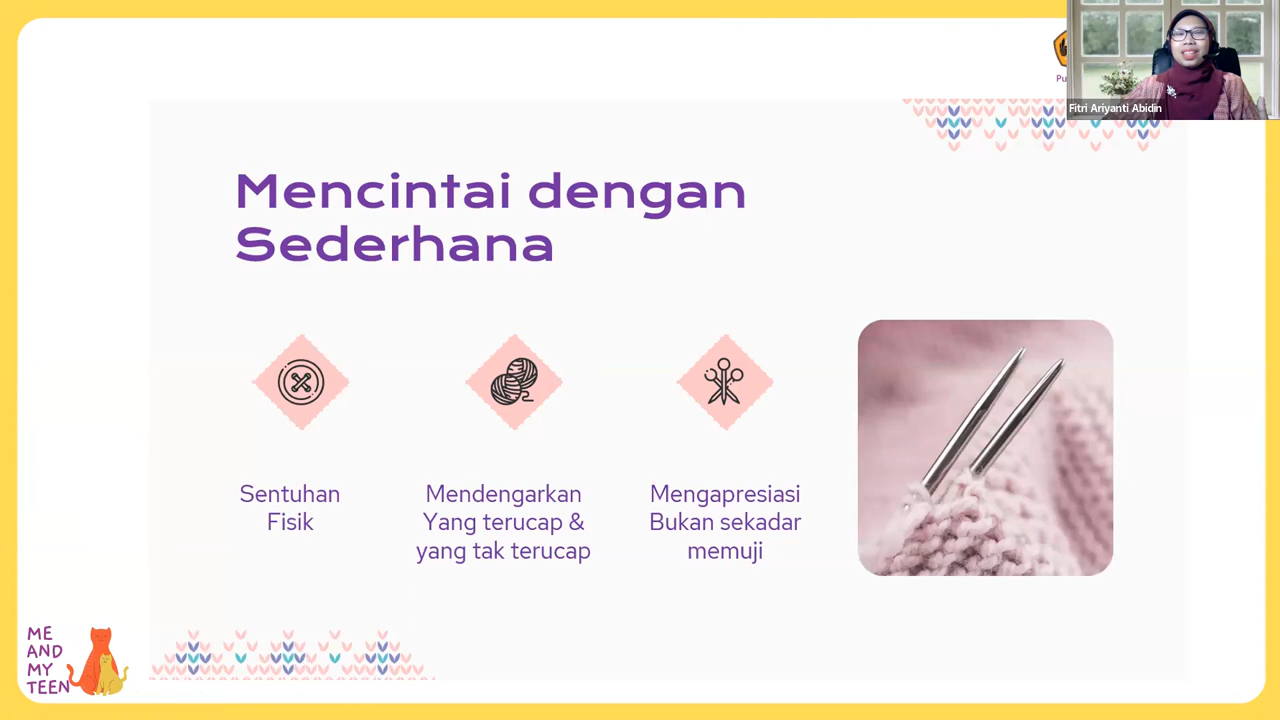 Fitri Ariyanti Abidin
Mencintai dengan
Sederhana
Sentuhan
Fisik
Mendengarkan
Yang terucap &
yang tak terucap
Mengapresiasi
Bukan sekadar
memuji
ME
AND
MY
TEEN